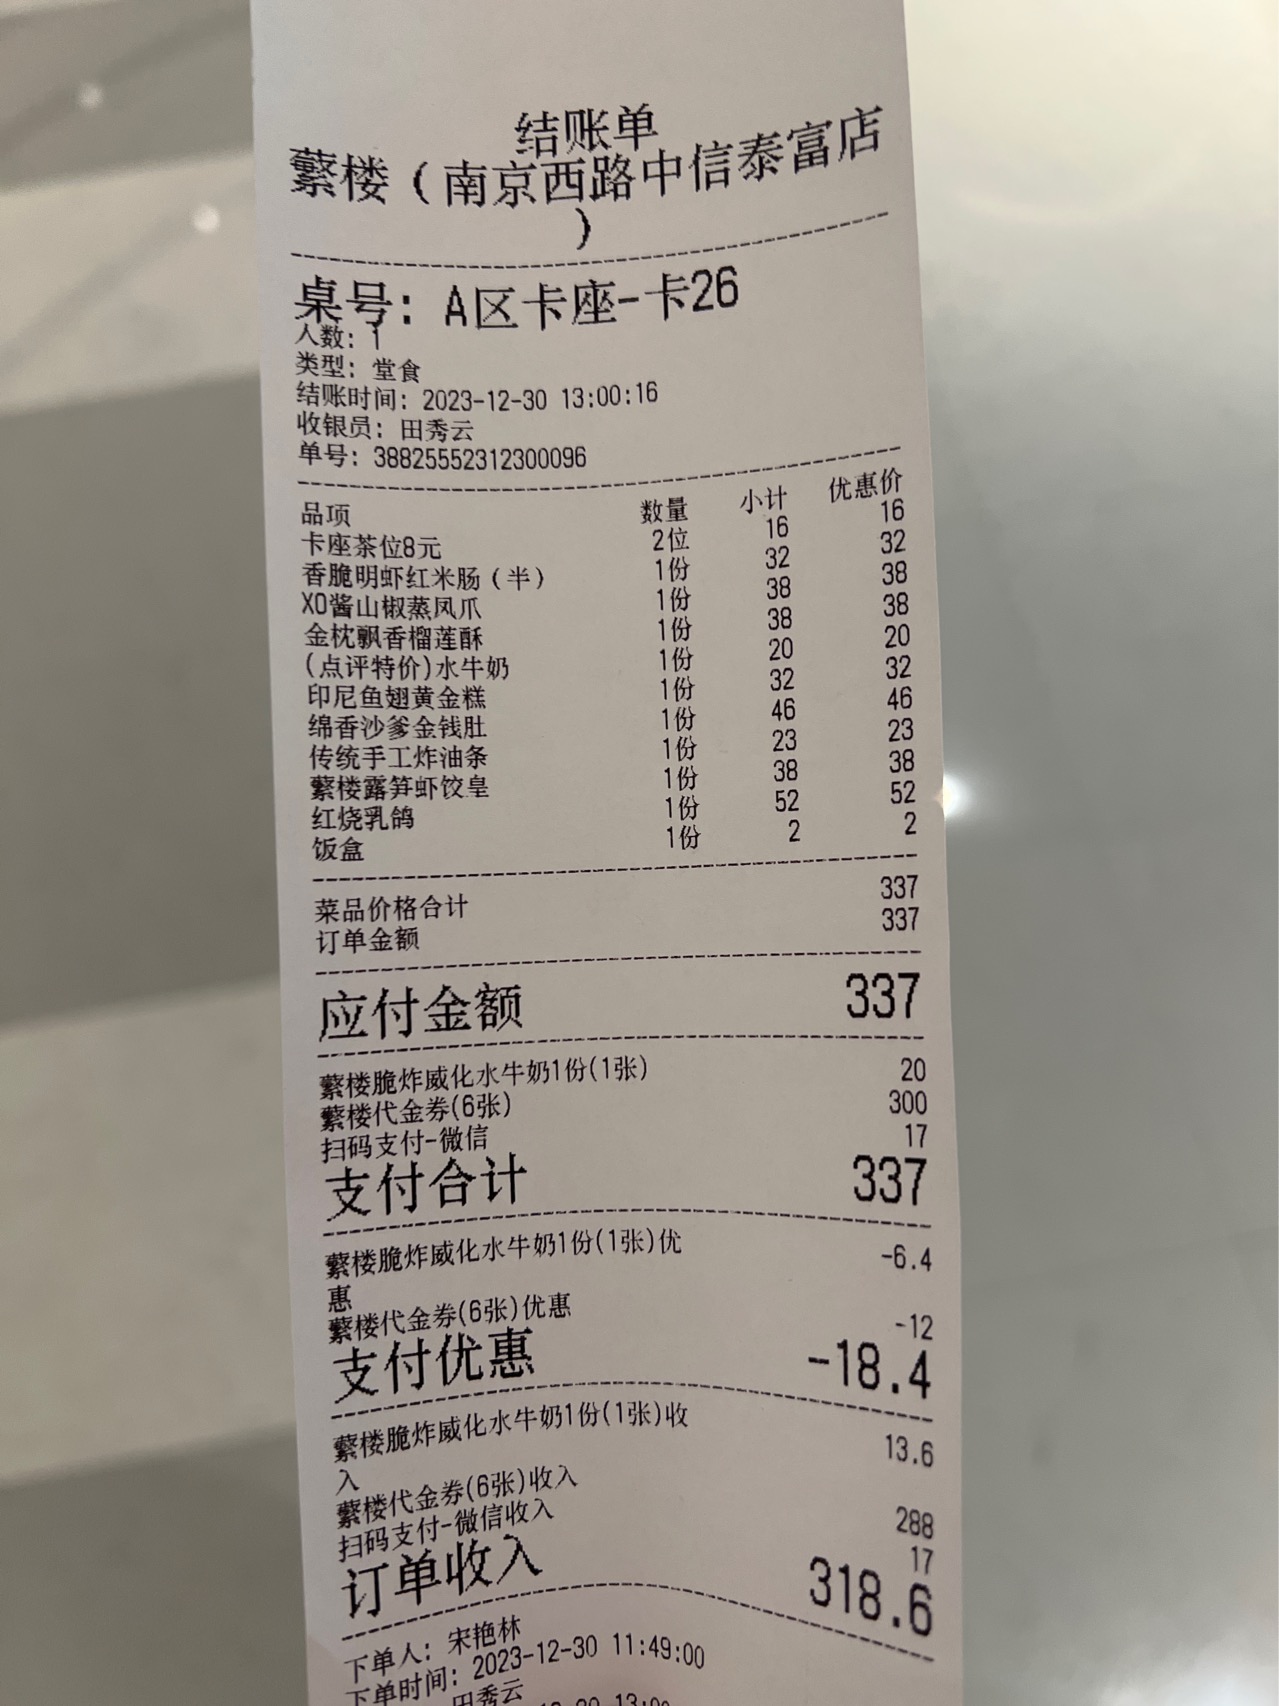 结账单
蘩楼（南京西路中信泰富店
）
桌号：A区卡座-卡26
人数：1
类型：堂食
结账时间：2023-12-30 13:00:16
收银员：田秀云
单号：38825552312300096
品项 数量 小计 优惠价
卡座茶位8元 2位 16 16
香脆明虾红米肠（半） 1份 32 32
XO酱山椒蒸凤爪 1份 38 38
金枕飘香榴莲酥 1份 38 38
(点评特价)水牛奶 1份 20 20
印尼鱼翅黄金糕 1份 32 32
绵香沙爹金钱肚 1份 46 46
传统手工炸油条 1份 23 23
蘩楼露笋虾饺皇 1份 38 38
红烧乳鸽 1份 52 52
饭盒 1份 2 2
菜品价格合计 337
订单金额 337
应付金额 337
蘩楼脆炸威化水牛奶1份(1张) 20
蘩楼代金券(6张) 300
扫码支付-微信 17
支付合计 337
蘩楼脆炸威化水牛奶1份(1张)优 -6.4
惠
蘩楼代金券(6张)优惠 -12
支付优惠 -18.4
蘩楼脆炸威化水牛奶1份(1张)收 13.6
入
蘩楼代金券(6张)收入 288
扫码支付-微信收入 17
订单收入 318.6
下单人：宋艳林
下单时间：2023-12-30 11:49:00
田秀云